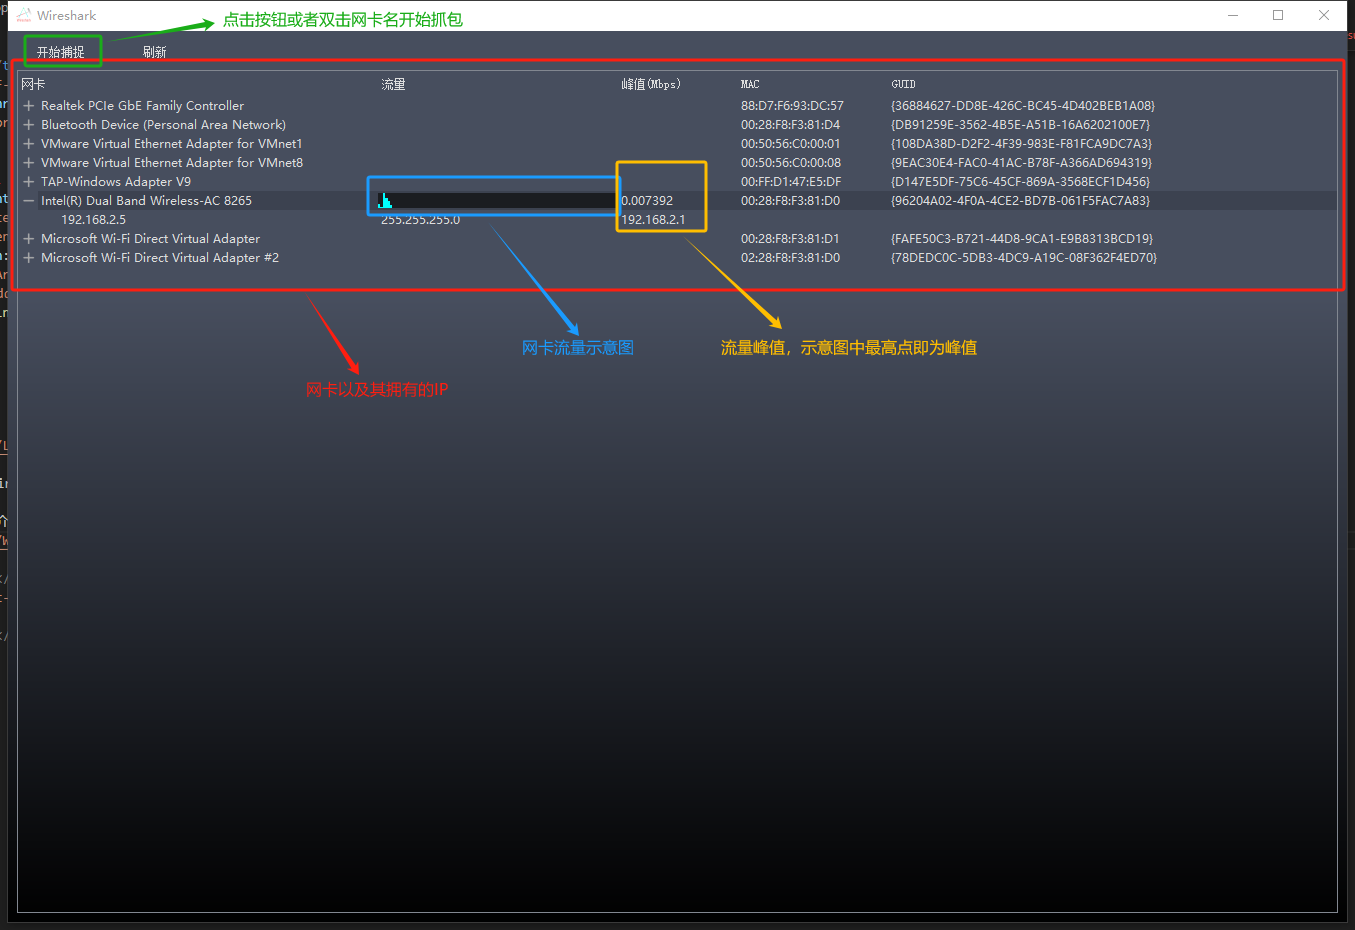 Wireshark
点击按钮或者双击网卡名开始抓包
开始捕捉 刷新
网卡 流量 峰值(Mbps) MAC GUID
Realtek PCIe GbE Family Controller 88:D7:F6:93:DC:57 {36884627-DD8E-426C-BC45-4D402BEB1A08}
Bluetooth Device (Personal Area Network) 00:28:F8:F3:81:D4 {DB91259E-3562-4B5E-A51B-16A6202100E7}
VMware Virtual Ethernet Adapter for VMnet1 00:50:56:C0:00:01 {108DA38D-D2F2-4F39-983E-F81FCA9DC7A3}
VMware Virtual Ethernet Adapter for VMnet8 00:50:56:C0:00:08 {9EAC30E4-FAC0-41AC-B78F-A366AD694319}
TAP-Windows Adapter V9 00:FF:D1:47:E5:DF {D147E5DF-75C6-45CF-869A-3568ECF1D456}
Intel(R) Dual Band Wireless-AC 8265 0.007392 00:28:F8:F3:81:D0 {96204A02-4F0A-4CE2-BD7B-061F5FAC7A83}
192.168.2.5 255.255.255.0 192.168.2.1
Microsoft Wi-Fi Direct Virtual Adapter 00:28:F8:F3:81:D1 {FAFE50C3-B721-44D8-9CA1-E9B8313BCD19}
Microsoft Wi-Fi Direct Virtual Adapter #2 02:28:F8:F3:81:D0 {78DEDC0C-5DB3-4DC9-A19C-08F362F4ED70}
网卡流量示意图 流量峰值，示意图中最高点即为峰值
网卡以及其拥有的IP